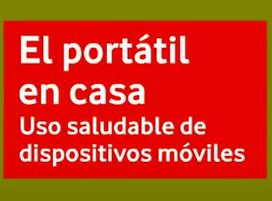 El portátil
en casa
Uso saludable de
dispositivos móviles